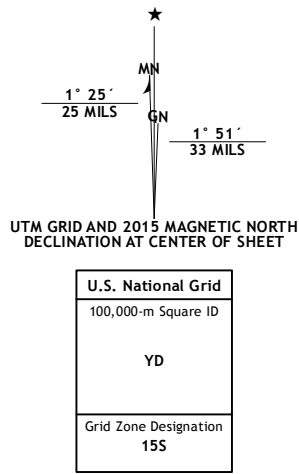 ★
MN
1° 25´
25 MILS
GN
1° 51´
33 MILS
UTM GRID AND 2015 MAGNETIC NORTH
DECLINATION AT CENTER OF SHEET
U.S. National Grid
100,000-m Square ID
YD
Grid Zone Designation
15S